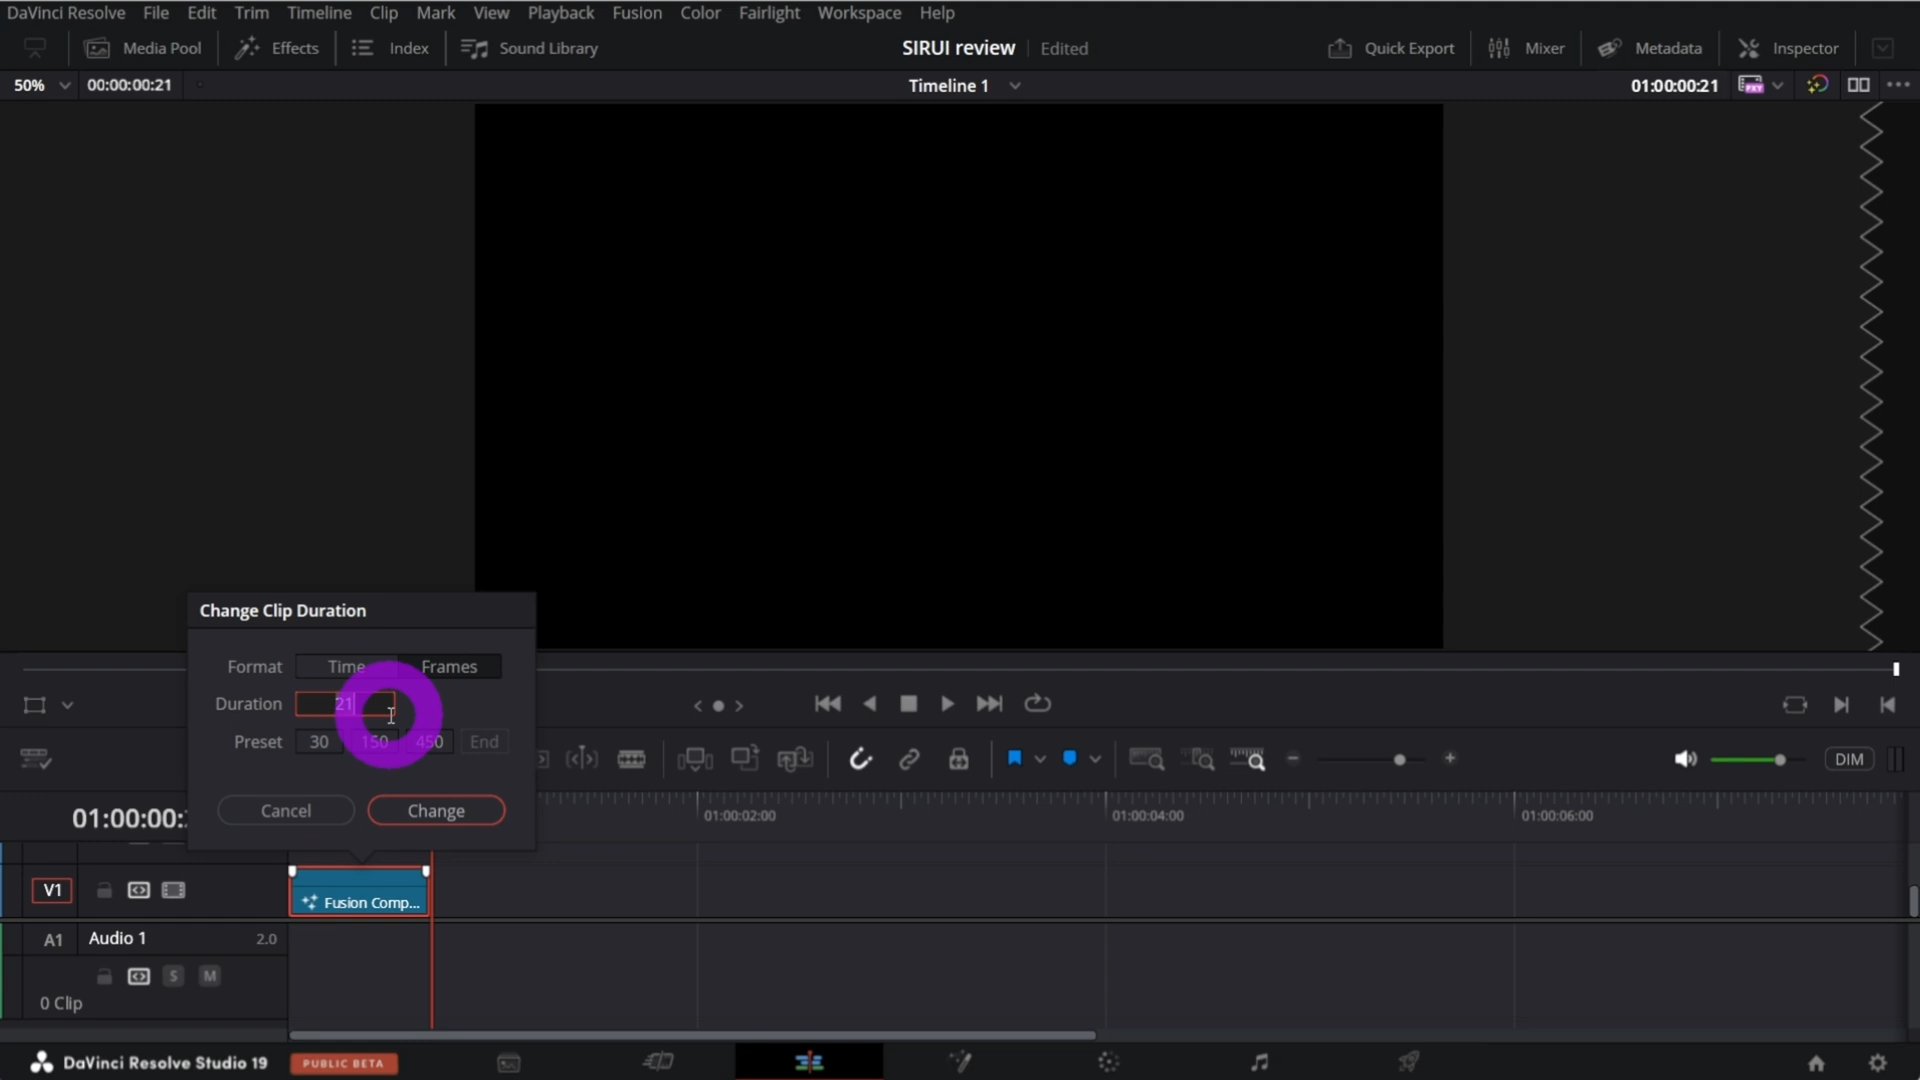 DaVinci Resolve File Edit Trim Timeline Clip Mark View Playback Fusion Color Fairlight Workspace Help
Media Pool Effects Index Sound Library SIRUI review Edited Quick Export Mixer Metadata Inspector
50% 00:00:00:21 Timeline 1 01:00:00:21 PXY
Change Clip Duration
Format Time Frames
Duration 21
Preset 30 150 450 End
DIM
Cancel Change
01:00:00: 01:00:02:00 01:00:04:00 01:00:06:00
V1
Fusion Comp...
A1 Audio 1 2.0
S M
0 Clip
DaVinci Resolve Studio 19 PUBLIC BETA